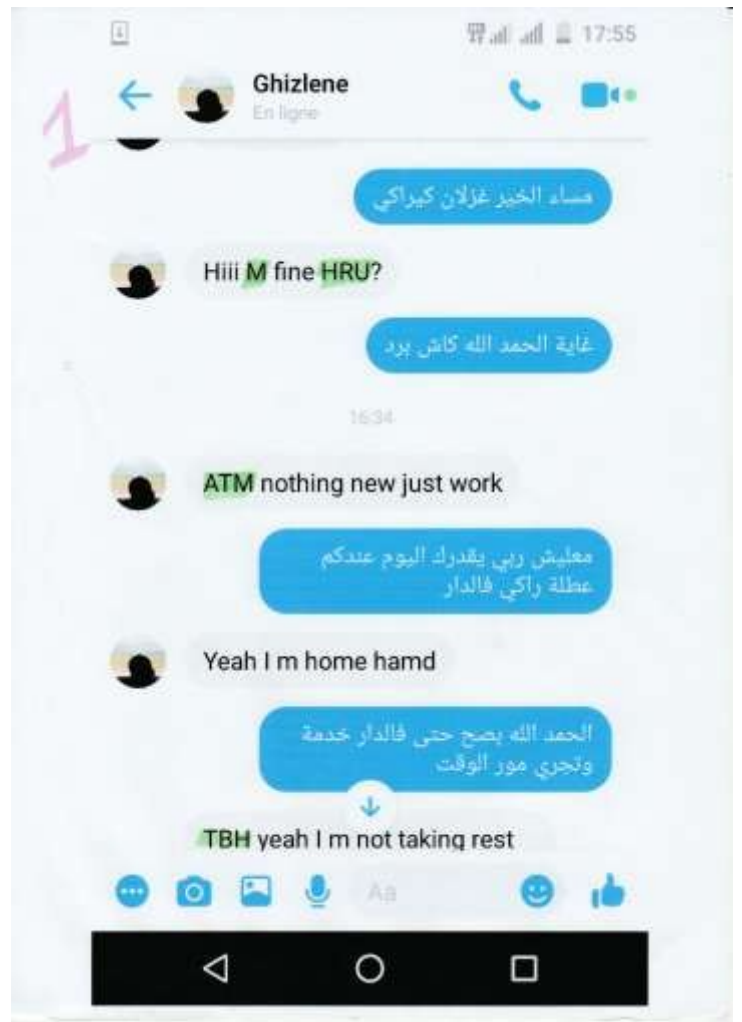 17:55
1
Ghizlene
En ligne
مساء الخير غزلان كيراكي
Hiii M fine HRU?
غاية الحمد الله كاش برد
16:34
ATM nothing new just work
معليش ربي يقدرك اليوم عندكم
عطلة راكي فالدار
Yeah I m home hamd
الحمد الله بصح حتى فالدار خدمة
وتجري مور الوقت
TBH yeah I m not taking rest
Aa